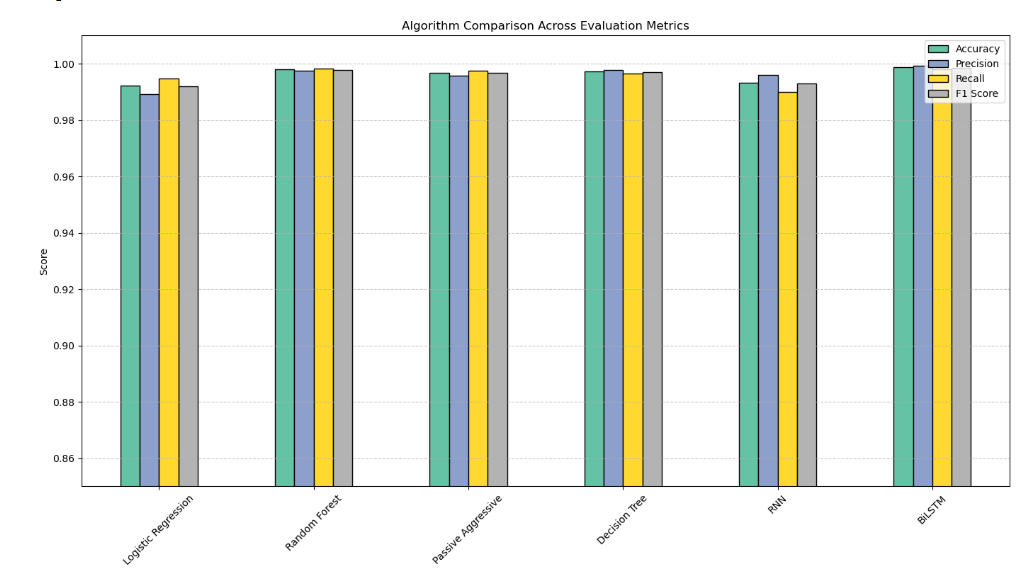 Algorithm Comparison Across Evaluation Metrics
Accuracy
Precision
Recall
F1 Score
Score
1.00
0.98
0.96
0.94
0.92
0.90
0.88
0.86
Logistic Regression
Random Forest
Passive Aggressive
Decision Tree
RNN
BiLSTM